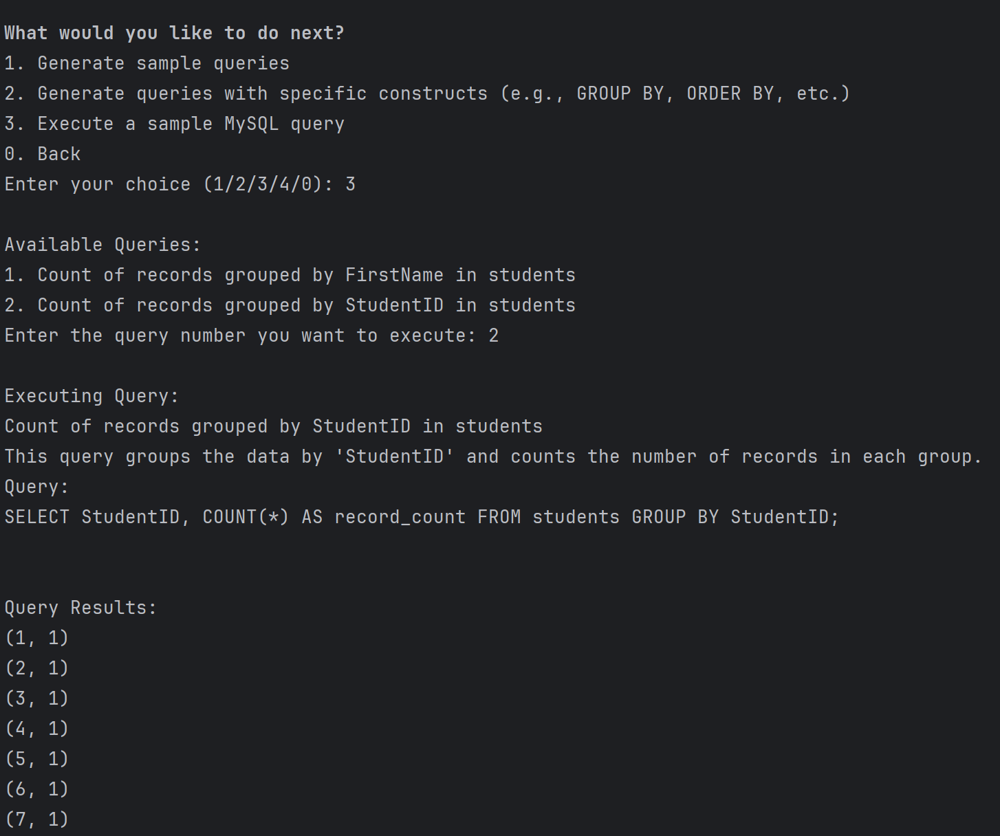 What would you like to do next?
1. Generate sample queries
2. Generate queries with specific constructs (e.g., GROUP BY, ORDER BY, etc.)
3. Execute a sample MySQL query
0. Back
Enter your choice (1/2/3/4/0): 3
Available Queries:
1. Count of records grouped by FirstName in students
2. Count of records grouped by StudentID in students
Enter the query number you want to execute: 2
Executing Query:
Count of records grouped by StudentID in students
This query groups the data by 'StudentID' and counts the number of records in each group.
Query:
SELECT StudentID, COUNT(*) AS record_count FROM students GROUP BY StudentID;
Query Results:
(1, 1)
(2, 1)
(3, 1)
(4, 1)
(5, 1)
(6, 1)
(7, 1)